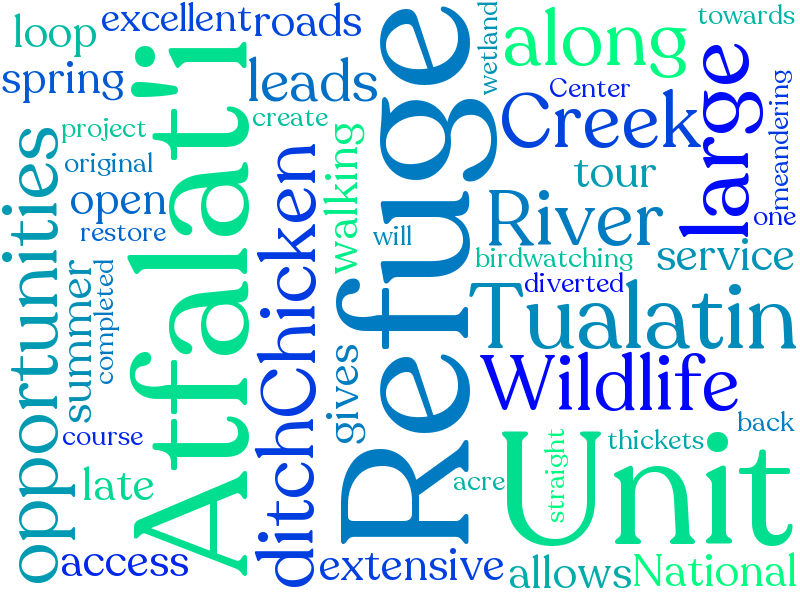 excellent
roads
towards
loop
Atfalati
Refuge
wetland
along
spring
leads
Center
large
meandering
project
create
Creek
original
walking
tour
opportunities
open
ditch
Chicken
River
one
restore
will
birdwatching
service
summer
completed
diverted
Tualatin
gives
Wildlife
course
back
Unit
thickets
straight
late
acre
access
extensive
allows
National